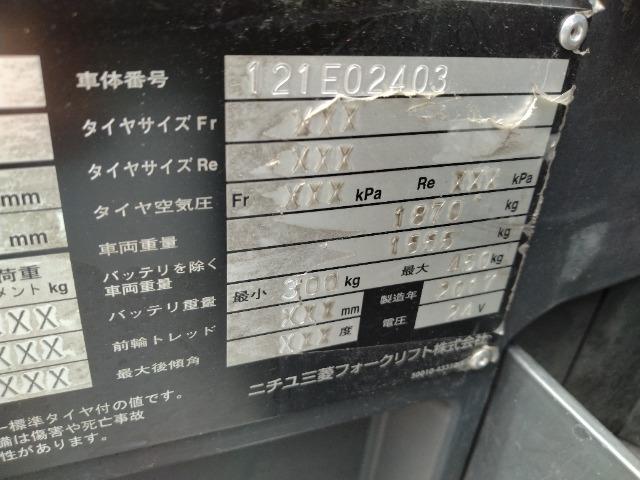 車体番号 121E02403
タイヤサイズ Fr XXX
タイヤサイズ Re XXX
mm タイヤ空気圧 Fr XXX kPa Re XXX kPa
mm 車両重量 1870 kg
荷重 バッテリを除く
メント kg 車両重量 1555 kg
XXX バッテリ重量 最小 300 kg 最大 450 kg
XXX 前輪トレッド XXX mm 製造年 2017
XXX 最大後傾角 XXX 度 電圧 24 V
ニチユ三菱フォークリフト株式会社
ー標準タイヤ付の値です。
備は傷害や死亡事故
性があります。